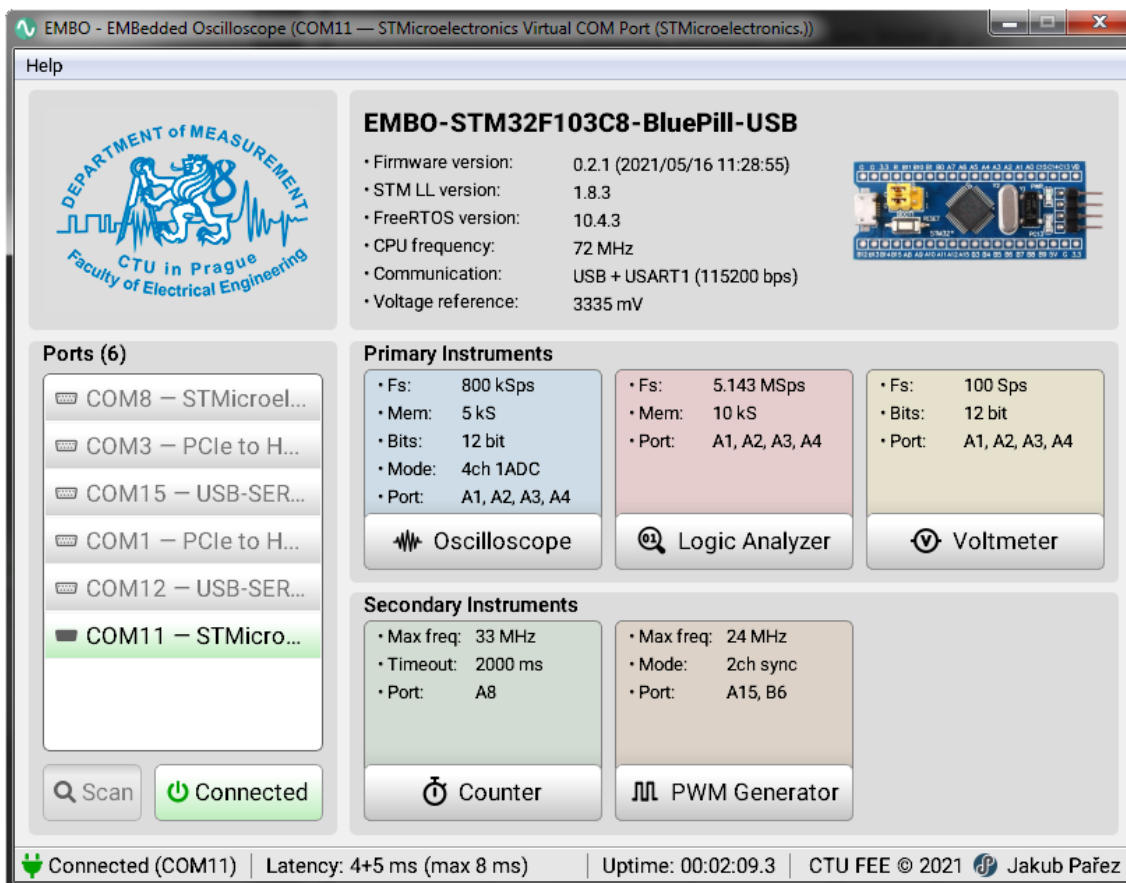 EMBO - EMBedded Oscilloscope (COM11 — STMicroelectronics Virtual COM Port (STMicroelectronics.))
Help
DEPARTMENT of MEASUREMENT
CTU in Prague
Faculty of Electrical Engineering
EMBO-STM32F103C8-BluePill-USB
• Firmware version: 0.2.1 (2021/05/16 11:28:55)
• STM LL version: 1.8.3
• FreeRTOS version: 10.4.3
• CPU frequency: 72 MHz
• Communication: USB + USART1 (115200 bps)
• Voltage reference: 3335 mV
Ports (6)
COM8 — STMicroel...
COM3 — PCIe to H...
COM15 — USB-SER...
COM1 — PCIe to H...
COM12 — USB-SER...
COM11 — STMicro...
Scan
Connected
Primary Instruments
• Fs: 800 kSps
• Mem: 5 kS
• Bits: 12 bit
• Mode: 4ch 1ADC
• Port: A1, A2, A3, A4
Oscilloscope
• Fs: 5.143 MSps
• Mem: 10 kS
• Port: A1, A2, A3, A4
Logic Analyzer
• Fs: 100 Sps
• Bits: 12 bit
• Port: A1, A2, A3, A4
Voltmeter
Secondary Instruments
• Max freq: 33 MHz
• Timeout: 2000 ms
• Port: A8
Counter
• Max freq: 24 MHz
• Mode: 2ch sync
• Port: A15, B6
PWM Generator
Connected (COM11)
Latency: 4+5 ms (max 8 ms)
Uptime: 00:02:09.3
CTU FEE © 2021 Jakub Pařez